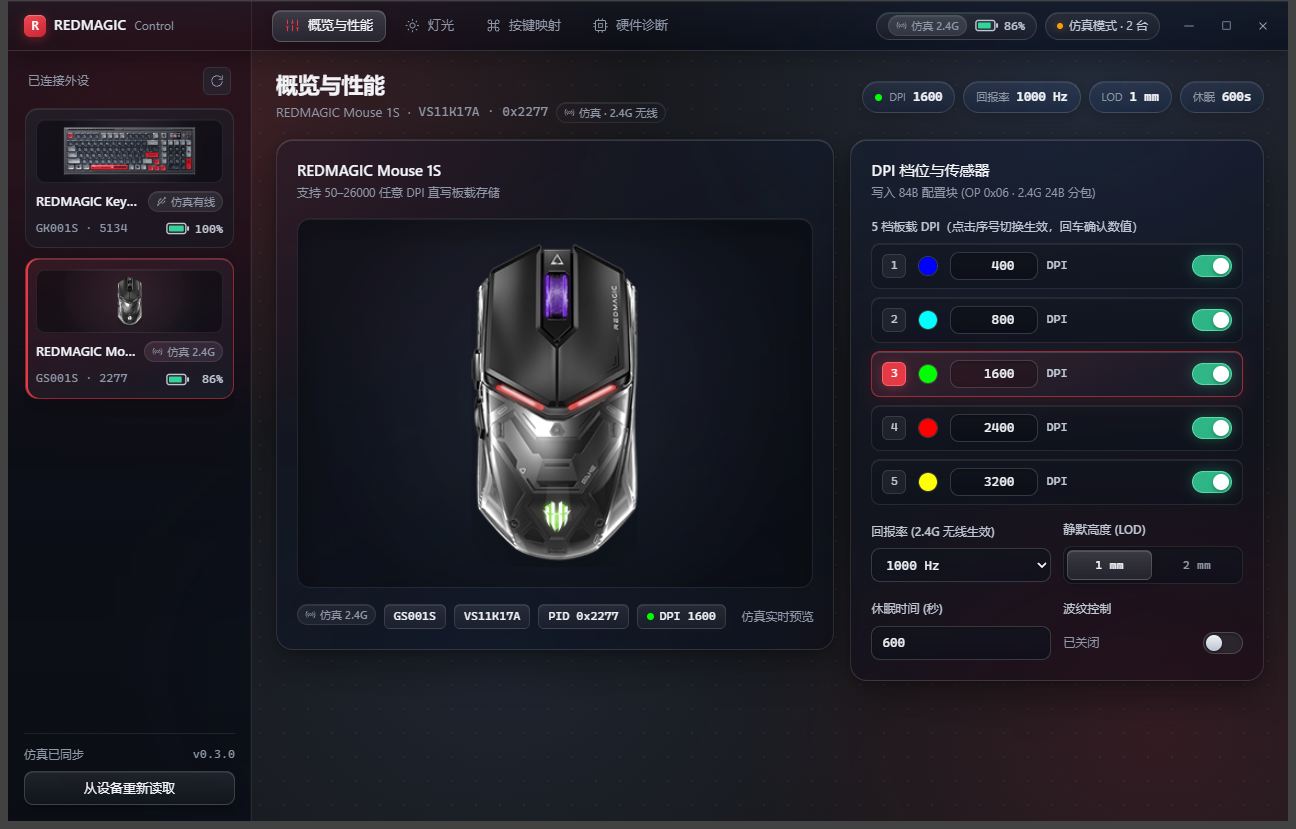 R REDMAGIC Control
概览与性能 灯光 按键映射 硬件诊断
仿真 2.4G 86% 仿真模式 · 2 台
已连接外设
REDMAGIC Key... 仿真有线
GK001S · 5134 100%
REDMAGIC Mo... 仿真 2.4G
GS001S · 2277 86%
仿真已同步 v0.3.0
从设备重新读取
概览与性能
REDMAGIC Mouse 1S · VS11K17A · 0x2277 仿真 · 2.4G 无线
DPI 1600 回报率 1000 Hz LOD 1 mm 休眠 600s
REDMAGIC Mouse 1S
支持 50–26000 任意 DPI 直写板载存储
REDMAGIC
仿真 2.4G GS001S VS11K17A PID 0x2277 DPI 1600 仿真实时预览
DPI 档位与传感器
写入 84B 配置块 (OP 0x06 · 2.4G 24B 分包)
5 档板载 DPI（点击序号切换生效，回车确认数值）
1 400 DPI
2 800 DPI
3 1600 DPI
4 2400 DPI
5 3200 DPI
回报率 (2.4G 无线生效) 静默高度 (LOD)
1000 Hz 1 mm 2 mm
休眠时间 (秒) 波纹控制
600 已关闭